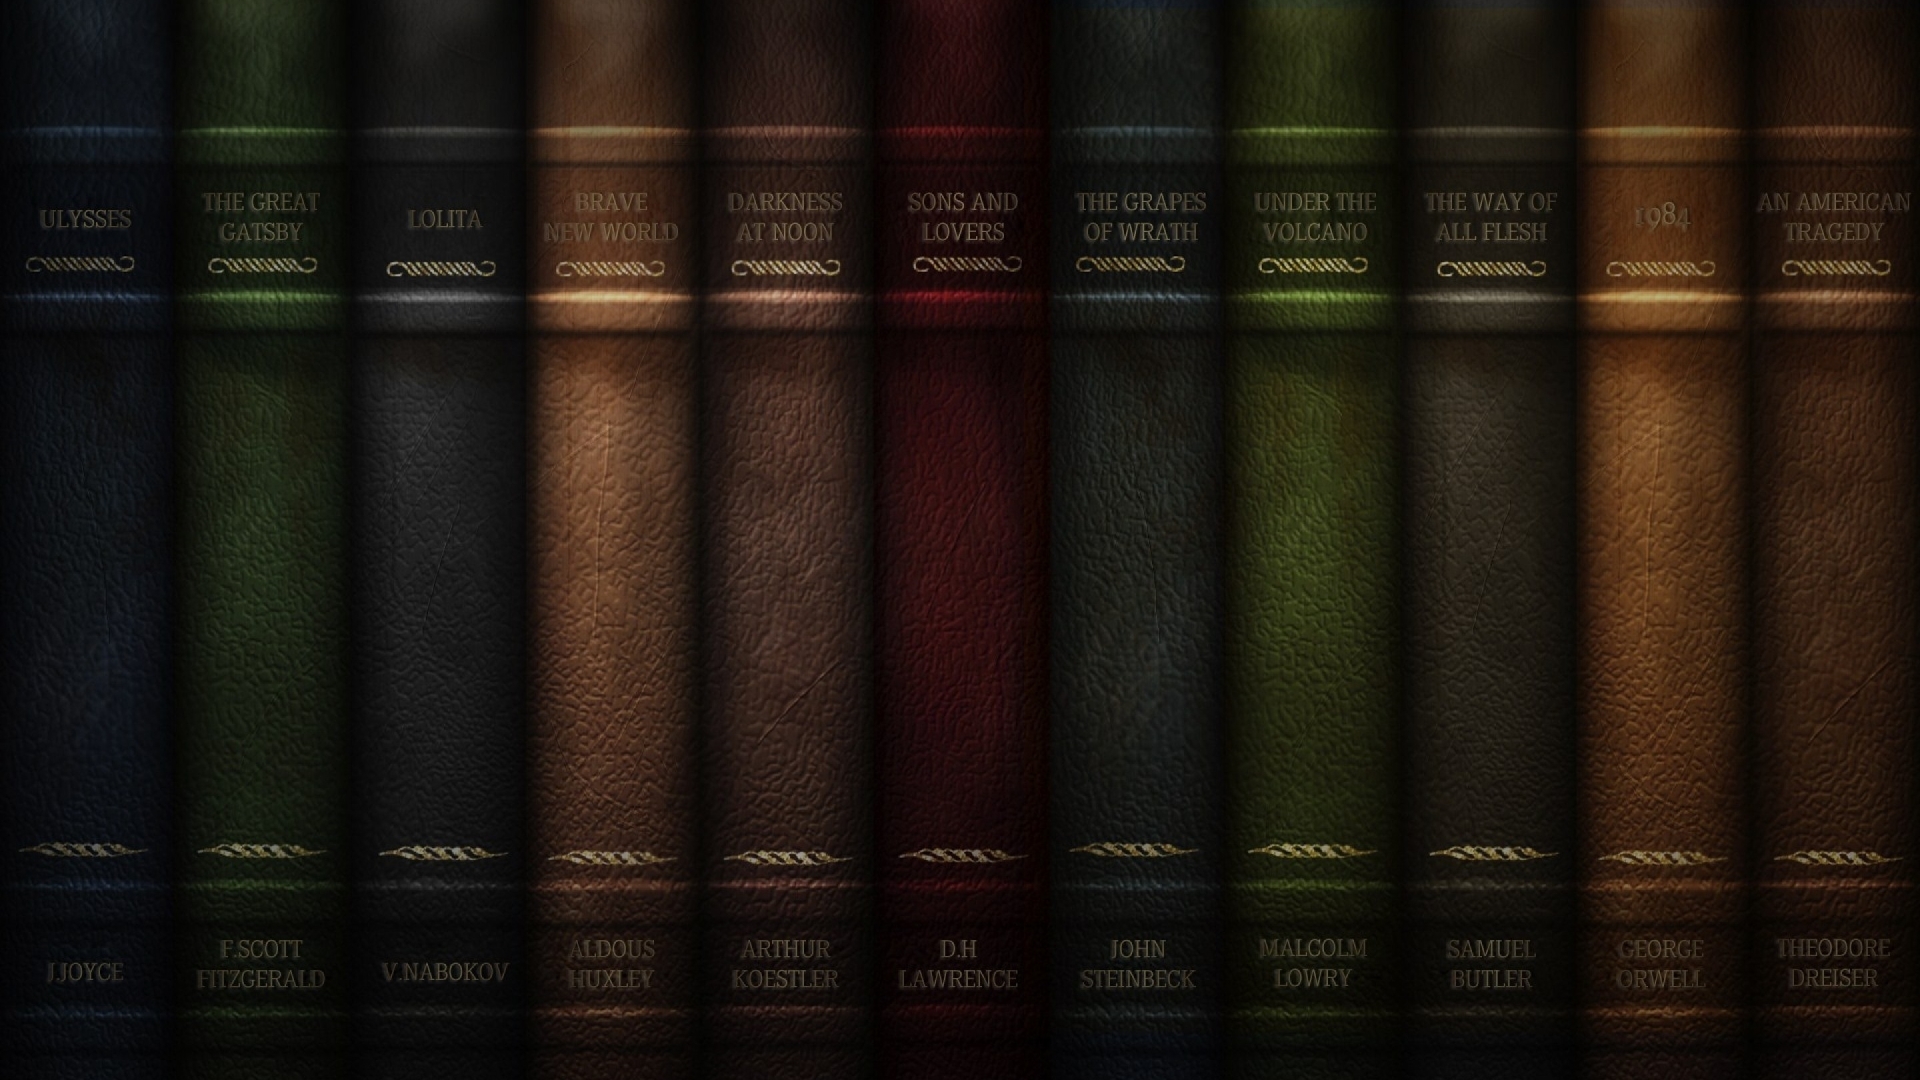 ULYSSES
THE GREAT
GATSBY
LOLITA
BRAVE
NEW WORLD
DARKNESS
AT NOON
SONS AND
LOVERS
THE GRAPES
OF WRATH
UNDER THE
VOLCANO
THE WAY OF
ALL FLESH
1984
AN AMERICAN
TRAGEDY
J.JOYCE
F.SCOTT
FITZGERALD
V.NABOKOV
ALDOUS
HUXLEY
ARTHUR
KOESTLER
D.H
LAWRENCE
JOHN
STEINBECK
MALCOLM
LOWRY
SAMUEL
BUTLER
GEORGE
ORWELL
THEODORE
DREISER